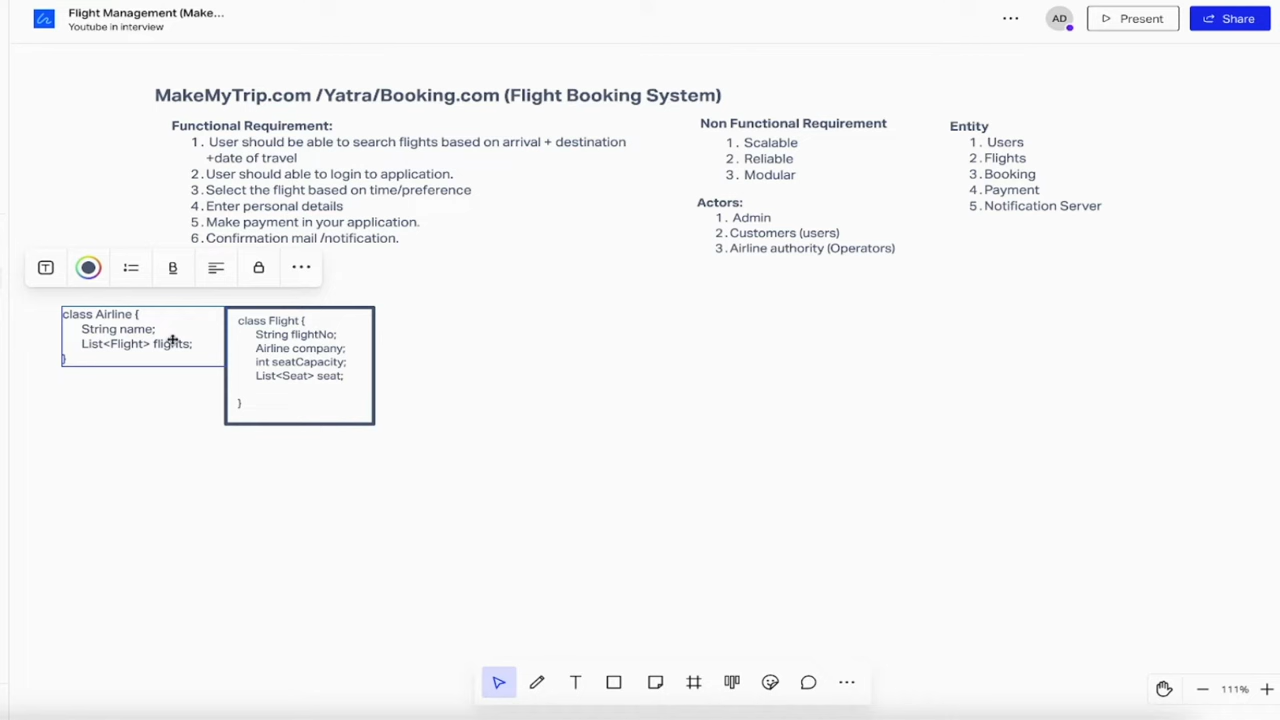 Flight Management (Make...
Youtube in interview
AD
Present
Share
MakeMyTrip.com /Yatra/Booking.com (Flight Booking System)
Functional Requirement:
1. User should be able to search flights based on arrival + destination
+date of travel
2. User should able to login to application.
3. Select the flight based on time/preference
4. Enter personal details
5. Make payment in your application.
6. Confirmation mail /notification.
Non Functional Requirement
1. Scalable
2. Reliable
3. Modular
Actors:
1. Admin
2. Customers (users)
3. Airline authority (Operators)
Entity
1. Users
2. Flights
3. Booking
4. Payment
5. Notification Server
T
B
class Airline {
String name;
List<Flight> flights;
}
class Flight {
String flightNo;
Airline company;
int seatCapacity;
List<Seat> seat;
}
T
111%